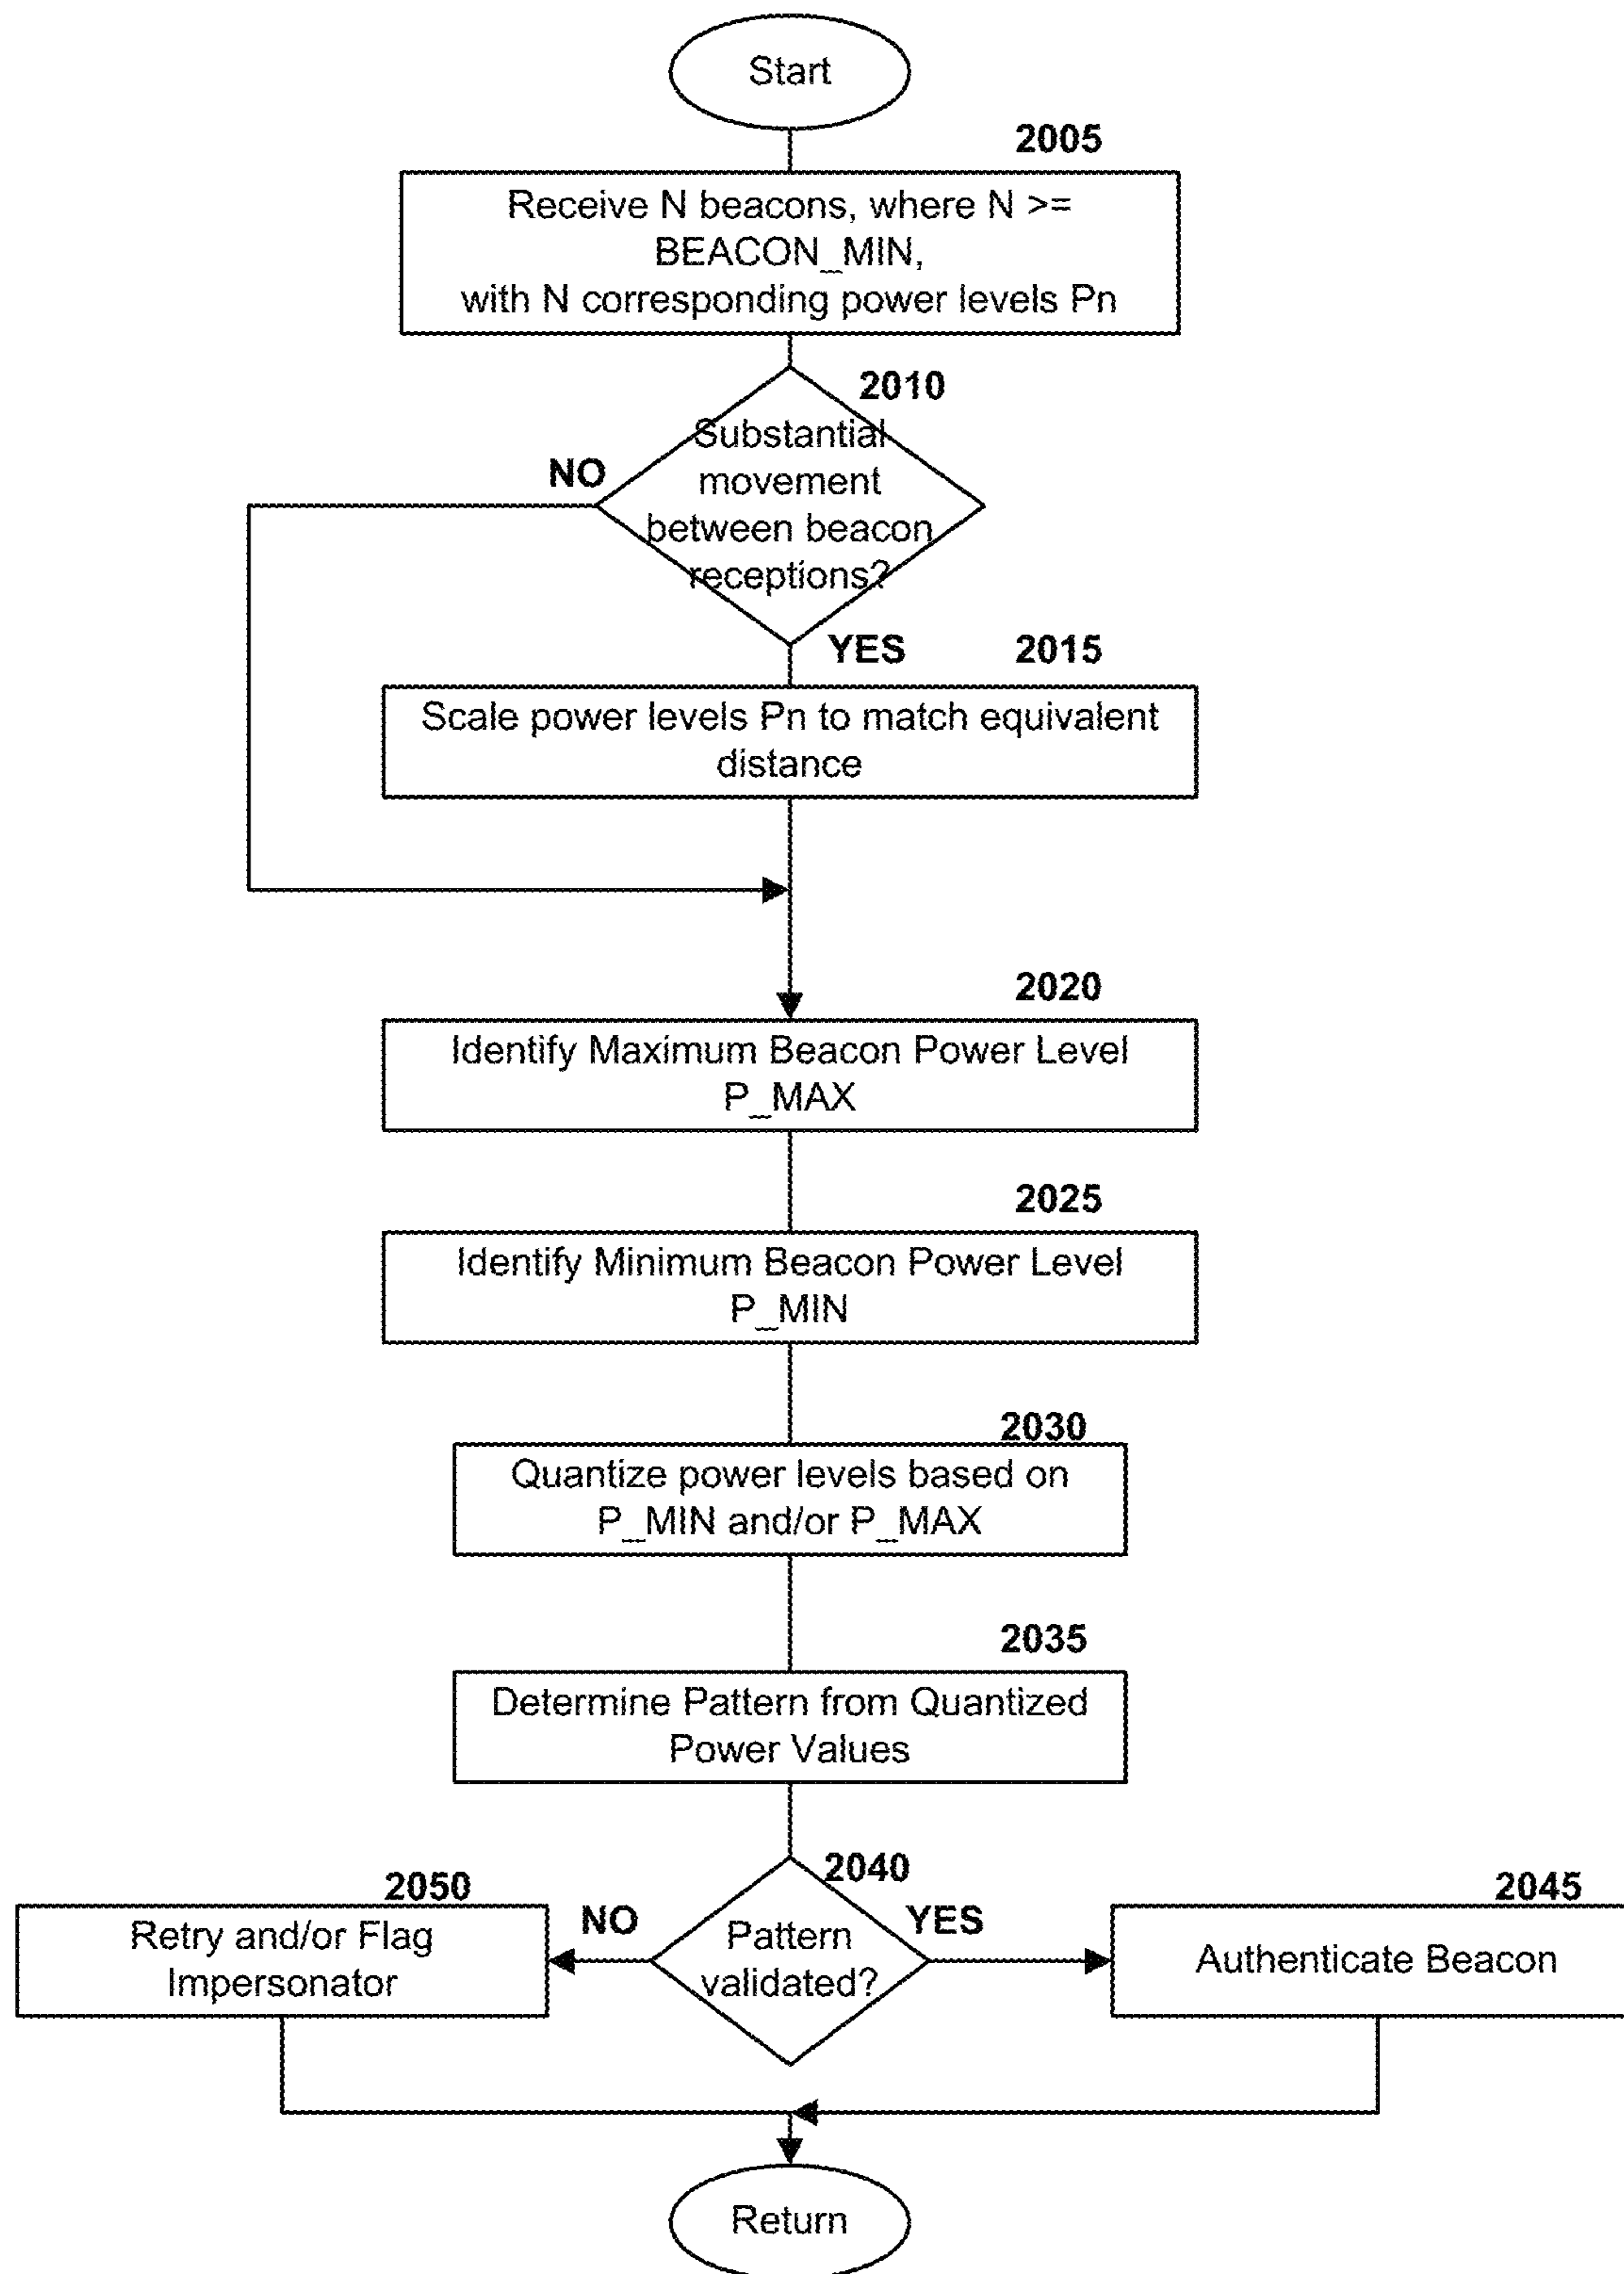 Start
2005
Receive N beacons, where N >=
BEACON_MIN,
with N corresponding power levels Pn
2010
Substantial
movement
between beacon
receptions?
NO
YES
2015
Scale power levels Pn to match equivalent
distance
2020
Identify Maximum Beacon Power Level
P_MAX
2025
Identify Minimum Beacon Power Level
P_MIN
2030
Quantize power levels based on
P_MIN and/or P_MAX
2035
Determine Pattern from Quantized
Power Values
2040
Pattern
validated?
NO
YES
2050
Retry and/or Flag
Impersonator
2045
Authenticate Beacon
Return